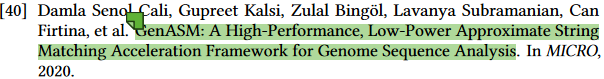 [40] Damla Senol Cali, Gurpreet Kalsi, Zulal Bingöl, Lavanya Subramanian, Can
Firtina, et al. GenASM: A High-Performance, Low-Power Approximate String
Matching Acceleration Framework for Genome Sequence Analysis. In MICRO,
2020.